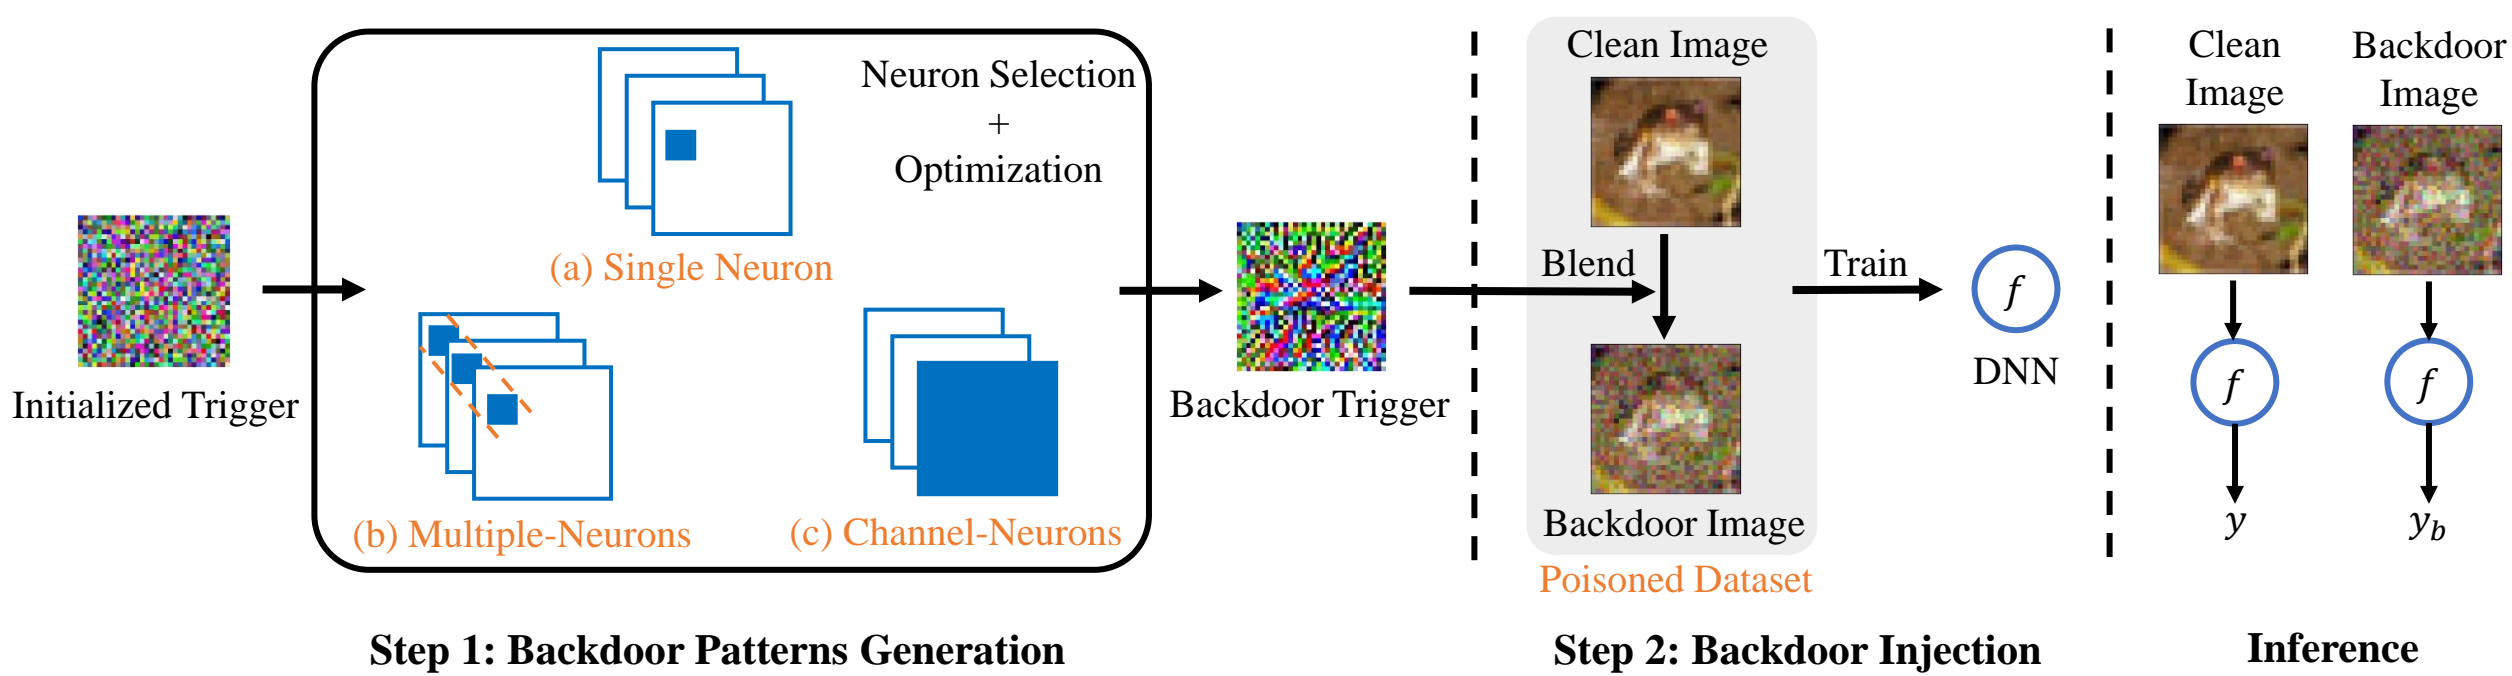 Initialized Trigger
Neuron Selection
+
Optimization
(a) Single Neuron
(b) Multiple-Neurons
(c) Channel-Neurons
Backdoor Trigger
Step 1: Backdoor Patterns Generation
Clean Image
Blend
Backdoor Image
Poisoned Dataset
Train
f
DNN
Step 2: Backdoor Injection
Clean
Image
f
y
Backdoor
Image
f
y_b
Inference